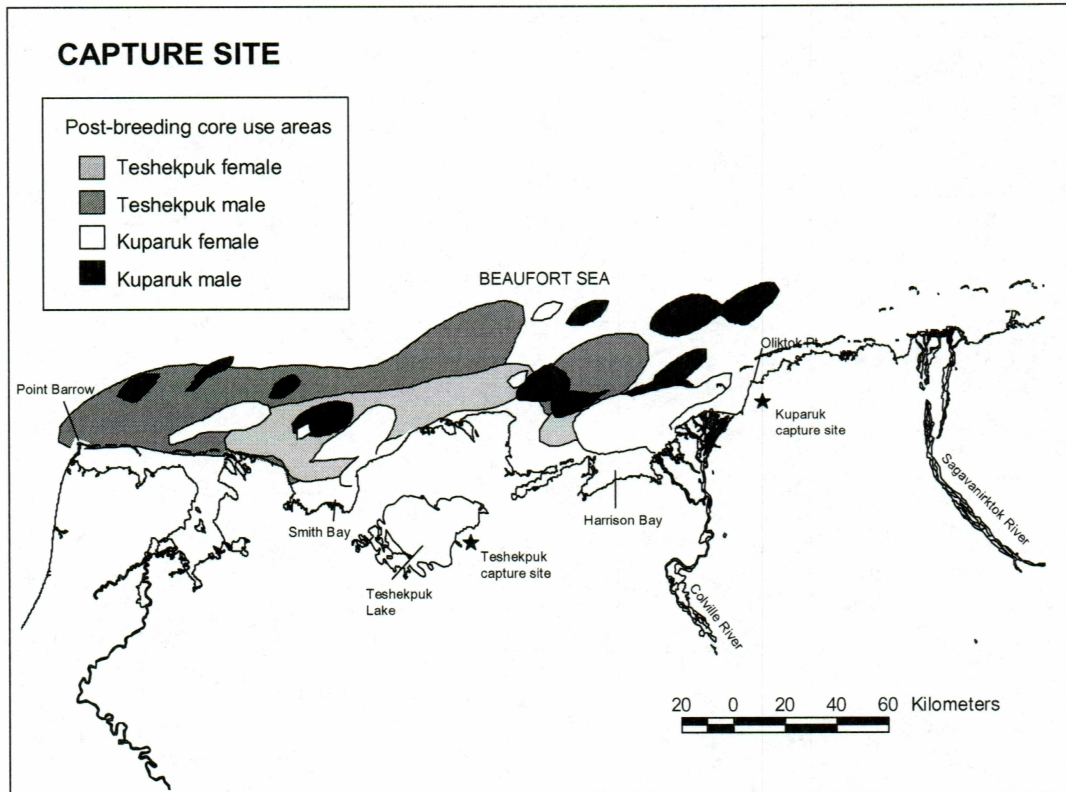 CAPTURE SITE
Post-breeding core use areas
Teshekpuk female
Teshekpuk male
Kuparuk female
Kuparuk male
BEAUFORT SEA
Oliktok Pt.
Point Barrow
Kuparuk
capture site
Smith Bay
Harrison Bay
Teshekpuk
capture site
Teshekpuk
Lake
Colville River
Sagavanirktok River
20 0 20 40 60 Kilometers